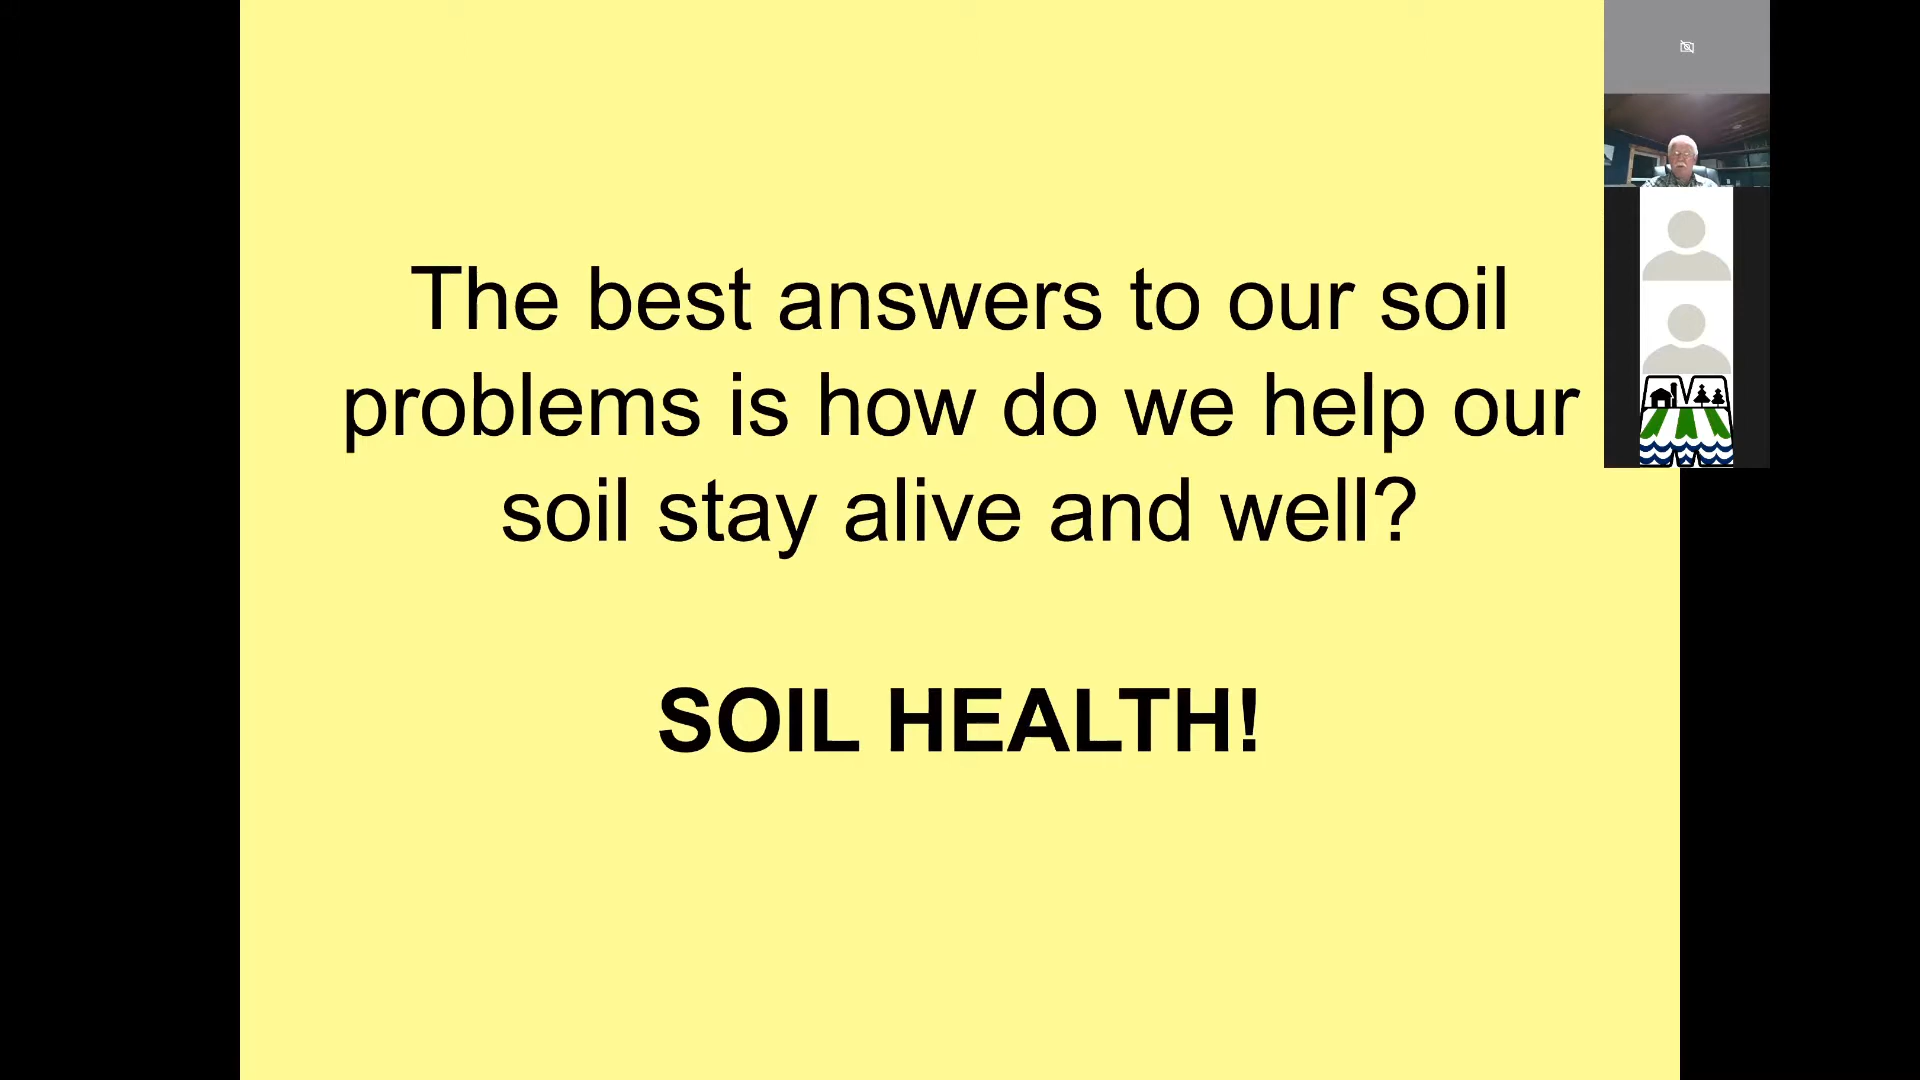 The best answers to our soil
problems is how do we help our
soil stay alive and well?
SOIL HEALTH!